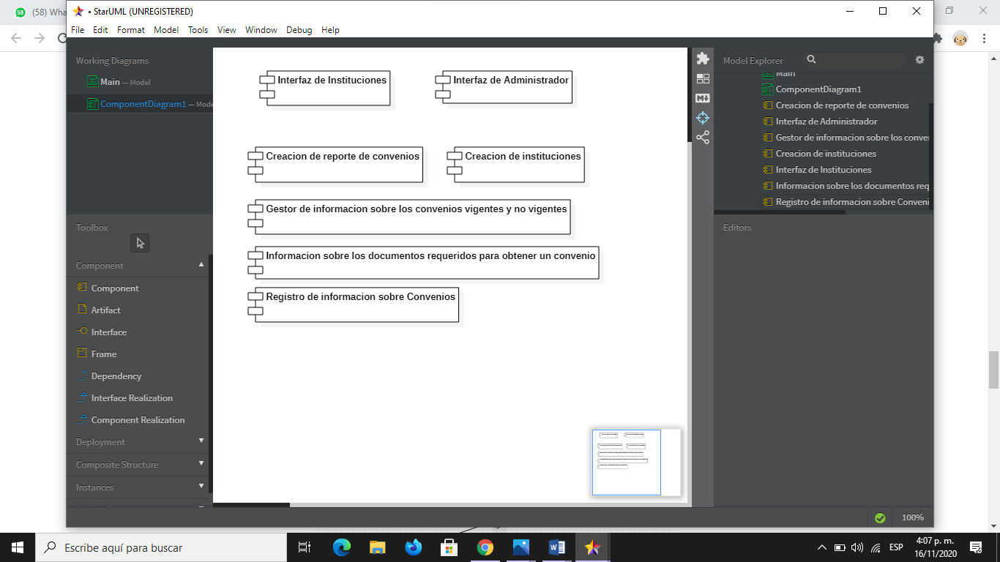 (58) Wha
• StarUML (UNREGISTERED)
File Edit Format Model Tools View Window Debug Help
Working Diagrams
Main — Model
ComponentDiagram1 — Mode
Toolbox
Component
Component
Artifact
Interface
Frame
Dependency
Interface Realization
Component Realization
Deployment
Composite Structure
Instances
Interfaz de Instituciones
Interfaz de Administrador
Creacion de reporte de convenios
Creacion de instituciones
Gestor de informacion sobre los convenios vigentes y no vigentes
Informacion sobre los documentos requeridos para obtener un convenio
Registro de informacion sobre Convenios
M↓
Model Explorer
Main
ComponentDiagram1
Creacion de reporte de convenios
Interfaz de Administrador
Gestor de informacion sobre los conve
Creacion de instituciones
Interfaz de Instituciones
Informacion sobre los documentos req
Registro de informacion sobre Conveni
Editors
100%
Escribe aquí para buscar
ESP
4:07 p. m.
16/11/2020